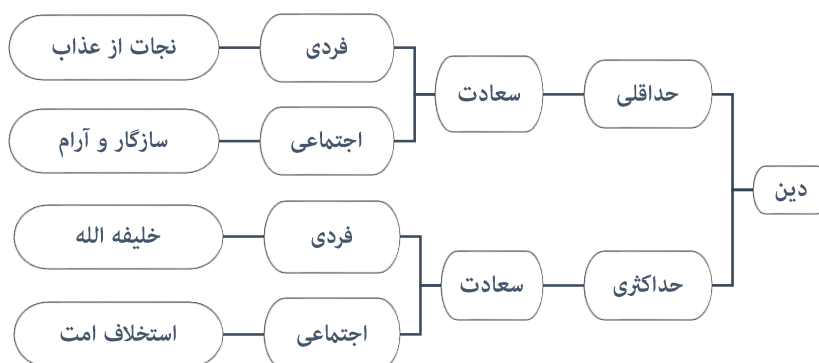 دین
حداقلی
سعادت
فردی
نجات از عذاب
اجتماعی
سازگار و آرام
حداکثری
سعادت
فردی
خلیفه الله
اجتماعی
استخلاف امت